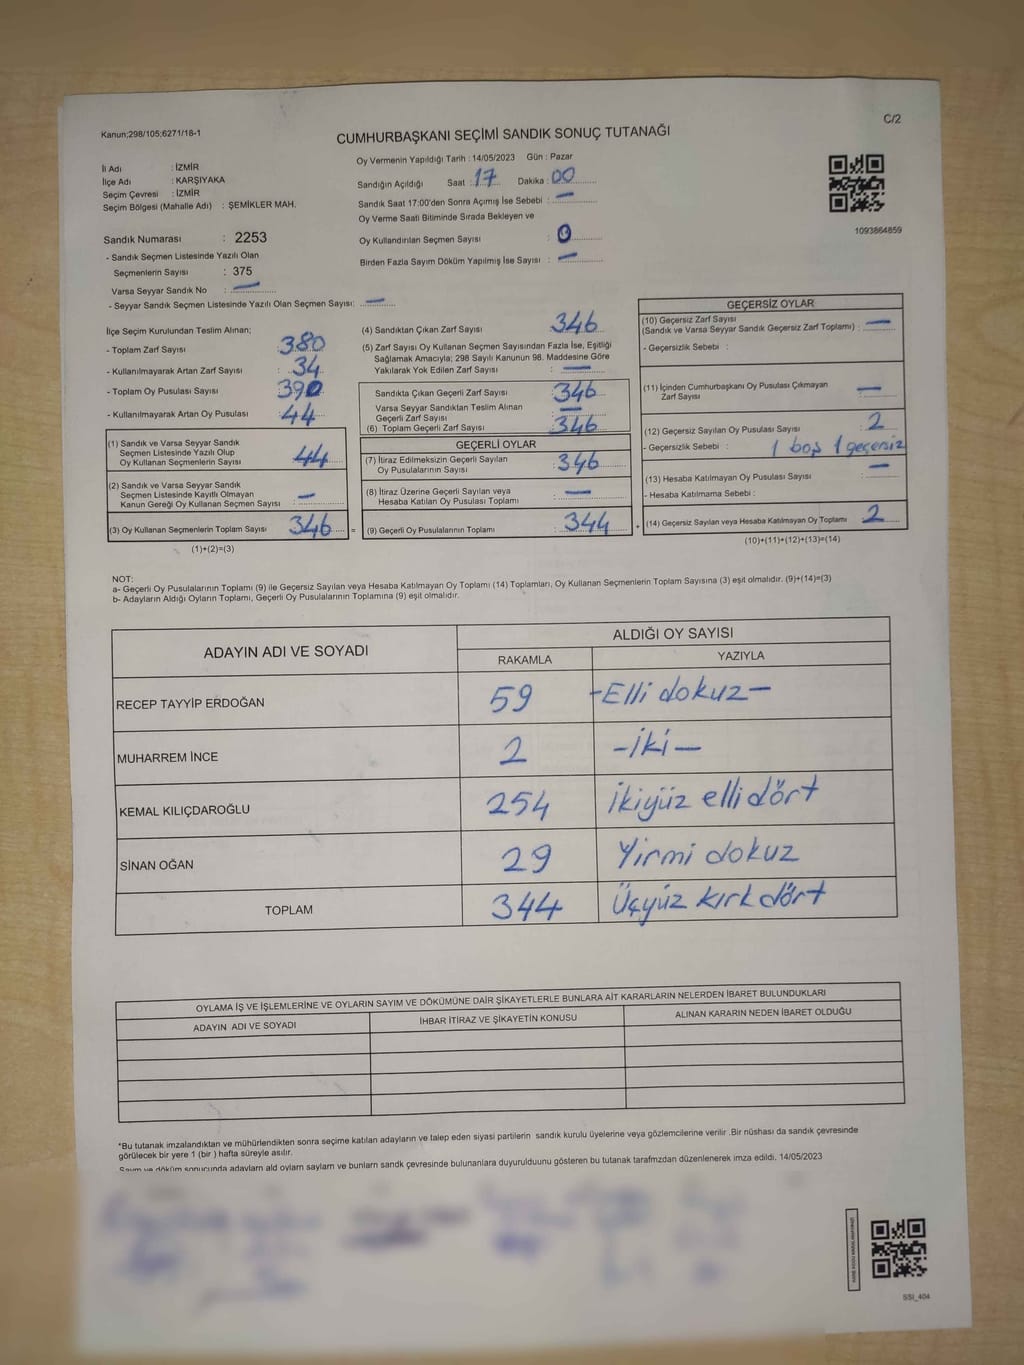 Kanun;298/105;6271/18-1
C/2
CUMHURBAŞKANI SEÇİMİ SANDIK SONUÇ TUTANAĞI
İl Adı : İZMİR
İlçe Adı : KARŞIYAKA
Seçim Çevresi : İZMİR
Seçim Bölgesi (Mahalle Adı) : ŞEMİKLER MAH.
Sandık Numarası : 2253
- Sandık Seçmen Listesinde Yazılı Olan
Seçmenlerin Sayısı : 375
Varsa Seyyar Sandık No : —
- Seyyar Sandık Seçmen Listesinde Yazılı Olan Seçmen Sayısı: —
Oy Vermenin Yapıldığı Tarih : 14/05/2023 Gün : Pazar
Sandığın Açıldığı Saat : 17 Dakika : 00
Sandık Saat 17:00'den Sonra Açımış İse Sebebi : —
Oy Verme Saati Bitiminde Sırada Bekleyen ve
Oy Kullandırılan Seçmen Sayısı : 0
Birden Fazla Sayım Döküm Yapılmış İse Sayısı : —
1093864859
İlçe Seçim Kurulundan Teslim Alınan;
- Toplam Zarf Sayısı : 380
- Kullanılmayarak Artan Zarf Sayısı : 34
- Toplam Oy Pusulası Sayısı : 390
- Kullanılmayarak Artan Oy Pusulası : 44
(1) Sandık ve Varsa Seyyar Sandık
Seçmen Listesinde Yazılı Olup
Oy Kullanan Seçmenlerin Sayısı : 44
(2) Sandık ve Varsa Seyyar Sandık
Seçmen Listesinde Kayıtlı Olmayan
Kanun Gereği Oy Kullanan Seçmen Sayısı : —
(3) Oy Kullanan Seçmenlerin Toplam Sayısı : 346 =
(1)+(2)=(3)
(4) Sandıktan Çıkan Zarf Sayısı : 346
(5) Zarf Sayısı Oy Kullanan Seçmen Sayısından Fazla İse, Eşitliği
Sağlamak Amacıyla; 298 Sayılı Kanunun 98. Maddesine Göre
Yakılarak Yok Edilen Zarf Sayısı : —
Sandıkta Çıkan Geçerli Zarf Sayısı : 346
Varsa Seyyar Sandıktan Teslim Alınan
Geçerli Zarf Sayısı : —
(6) Toplam Geçerli Zarf Sayısı : 346
GEÇERLİ OYLAR
(7) İtiraz Edilmeksizin Geçerli Sayılan
Oy Pusulalarının Sayısı : 346
(8) İtiraz Üzerine Geçerli Sayılan veya
Hesaba Katılan Oy Pusulası Toplamı : —
(9) Geçerli Oy Pusulalarının Toplamı : 344 +
GEÇERSİZ OYLAR
(10) Geçersiz Zarf Sayısı
(Sandık ve Varsa Seyyar Sandık Geçersiz Zarf Toplamı) : —
- Geçersizlik Sebebi :
(11) İçinden Cumhurbaşkanı Oy Pusulası Çıkmayan
Zarf Sayısı : —
(12) Geçersiz Sayılan Oy Pusulası Sayısı : 2
- Geçersizlik Sebebi : 1 boş 1 geçersiz
(13) Hesaba Katılmayan Oy Pusulası Sayısı : —
- Hesaba Katılmama Sebebi :
(14) Geçersiz Sayılan veya Hesaba Katılmayan Oy Toplamı : 2
(10)+(11)+(12)+(13)=(14)
NOT:
a- Geçerli Oy Pusulalarının Toplamı (9) ile Geçersiz Sayılan veya Hesaba Katılmayan Oy Toplamı (14) Toplamları, Oy Kullanan Seçmenlerin Toplam Sayısına (3) eşit olmalıdır. (9)+(14)=(3)
b- Adayların Aldığı Oyların Toplamı, Geçerli Oy Pusulalarının Toplamına (9) eşit olmalıdır.
ADAYIN ADI VE SOYADI
ALDIĞI OY SAYISI
RAKAMLA YAZIYLA
RECEP TAYYİP ERDOĞAN 59 -Elli dokuz-
MUHARREM İNCE 2 -İki-
KEMAL KILIÇDAROĞLU 254 İkiyüz elli dört
SİNAN OĞAN 29 Yirmi dokuz
TOPLAM 344 Üçyüz kırk dört
OYLAMA İŞ VE İŞLEMLERİNE VE OYLARIN SAYIM VE DÖKÜMÜNE DAİR ŞİKAYETLERLE BUNLARA AİT KARARLARIN NELERDEN İBARET BULUNDUKLARI
ADAYIN ADI VE SOYADI İHBAR İTİRAZ VE ŞİKAYETİN KONUSU ALINAN KARARIN NEDEN İBARET OLDUĞU
*Bu tutanak imzalandıktan ve mühürlendikten sonra seçime katılan adayların ve talep eden siyasi partilerin sandık kurulu üyelerine veya gözlemcilerine verilir .Bir nüshası da sandık çevresinde
görülecek bir yere 1 (bir ) hafta süreyle asılır.
Sayım ve döküm sonucunda adayların ald oyları sayların ve bunların sandk çevresinde bulunanlara duyurulduunu gösteren bu tutanak tarafmzdan düzenlenerek imza edildi. 14/05/2023
SSI_404